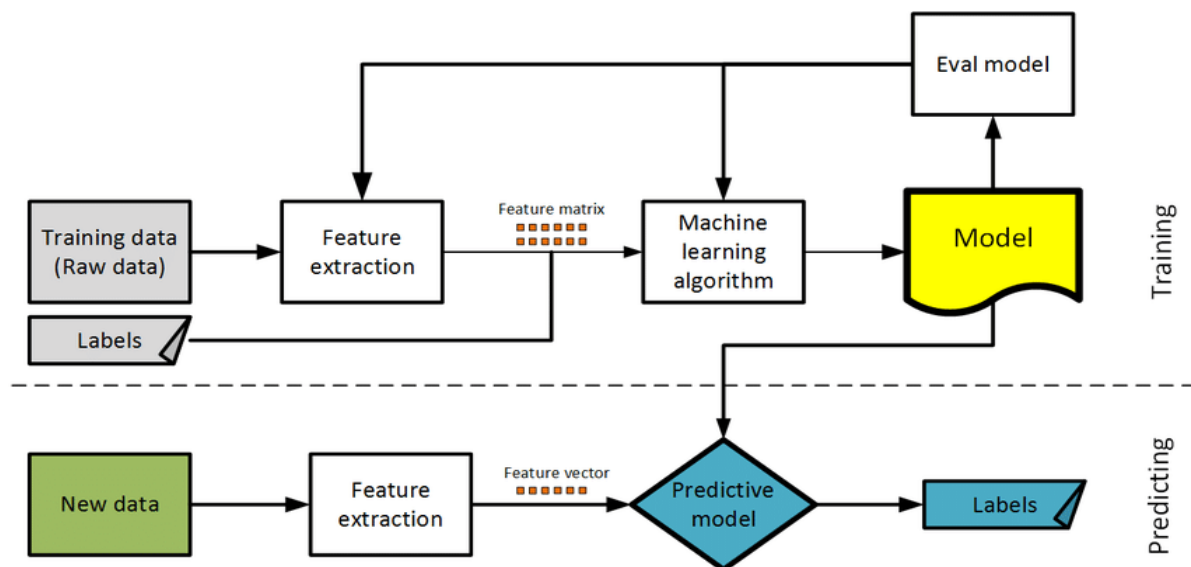 Eval model
Training data
(Raw data)
Feature
extraction
Feature matrix
Machine
learning
algorithm
Model
Training
Labels
New data
Feature
extraction
Feature vector
Predictive
model
Labels
Predicting